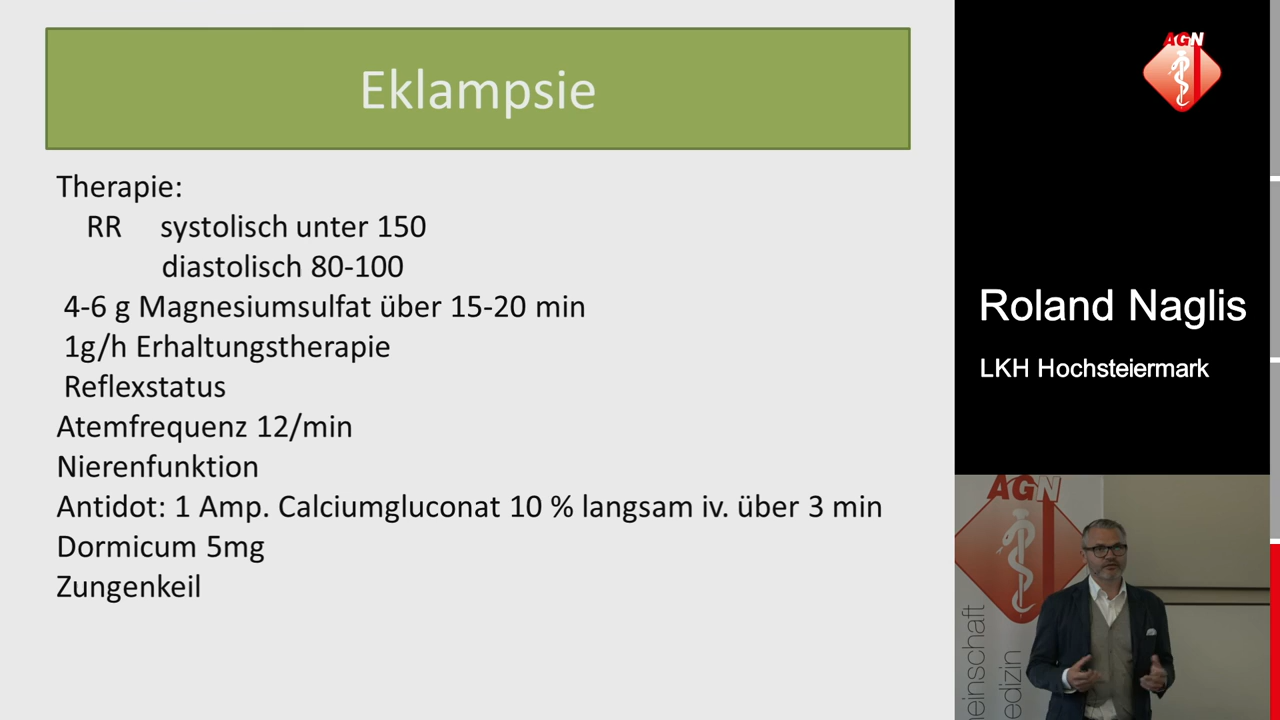 Eklampsie
Therapie:
RR systolisch unter 150
diastolisch 80-100
4-6 g Magnesiumsulfat über 15-20 min
1g/h Erhaltungstherapie
Reflexstatus
Atemfrequenz 12/min
Nierenfunktion
Antidot: 1 Amp. Calciumgluconat 10 % langsam iv. über 3 min
Dormicum 5mg
Zungenkeil
AGN
Roland Naglis
LKH Hochsteiermark
AGN
einschaft
edizin